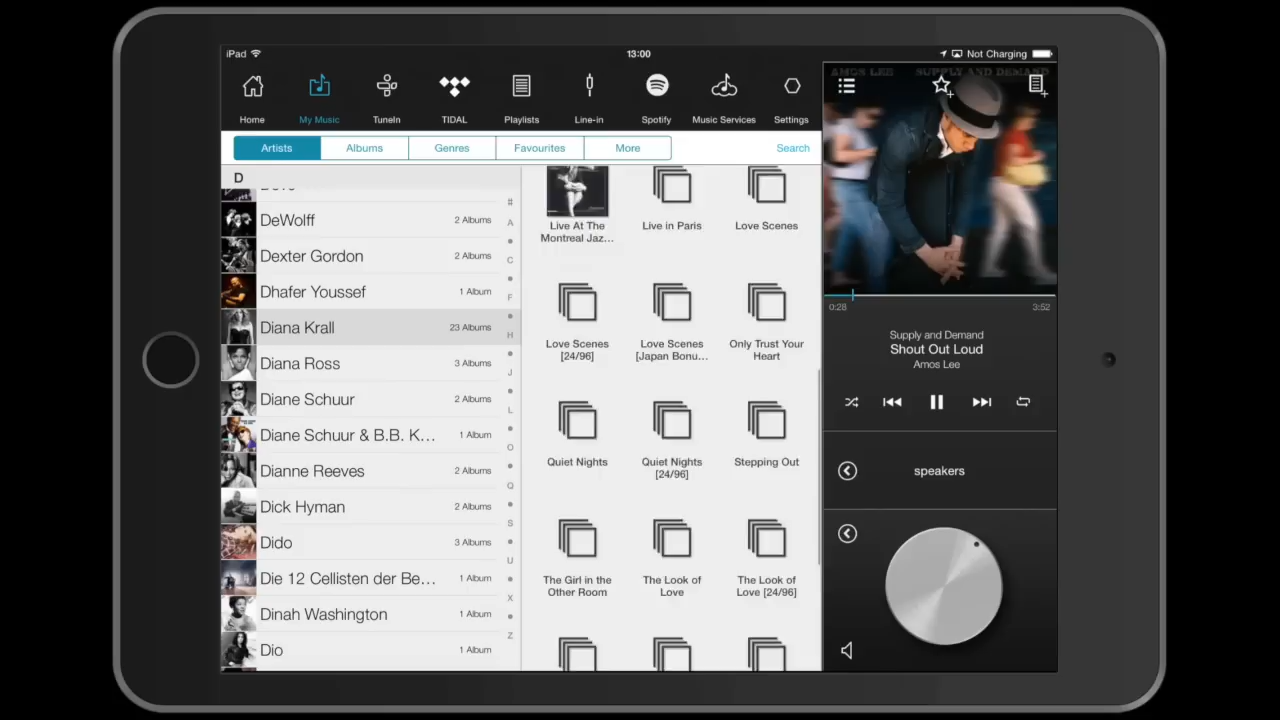 iPad
13:00
Not Charging
Home
My Music
TuneIn
TIDAL
Playlists
Line-in
Spotify
Music Services
Settings
Artists
Albums
Genres
Favourites
More
Search
D
DeWolff
2 Albums
Dexter Gordon
2 Albums
Dhafer Youssef
1 Album
Diana Krall
23 Albums
Diana Ross
3 Albums
Diane Schuur
2 Albums
Diane Schuur & B.B. K...
1 Album
Dianne Reeves
2 Albums
Dick Hyman
2 Albums
Dido
3 Albums
Die 12 Cellisten der Be...
1 Album
Dinah Washington
1 Album
Dio
1 Album
#
A
C
F
H
J
L
O
Q
S
U
X
Z
Live At The
Montreal Jaz...
Live in Paris
Love Scenes
Love Scenes
[24/96]
Love Scenes
[Japan Bonu...
Only Trust Your
Heart
Quiet Nights
Quiet Nights
[24/96]
Stepping Out
The Girl in the
Other Room
The Look of
Love
The Look of
Love [24/96]
AMOS LEE SUPPLY AND DEMAND
0:28
3:52
Supply and Demand
Shout Out Loud
Amos Lee
speakers